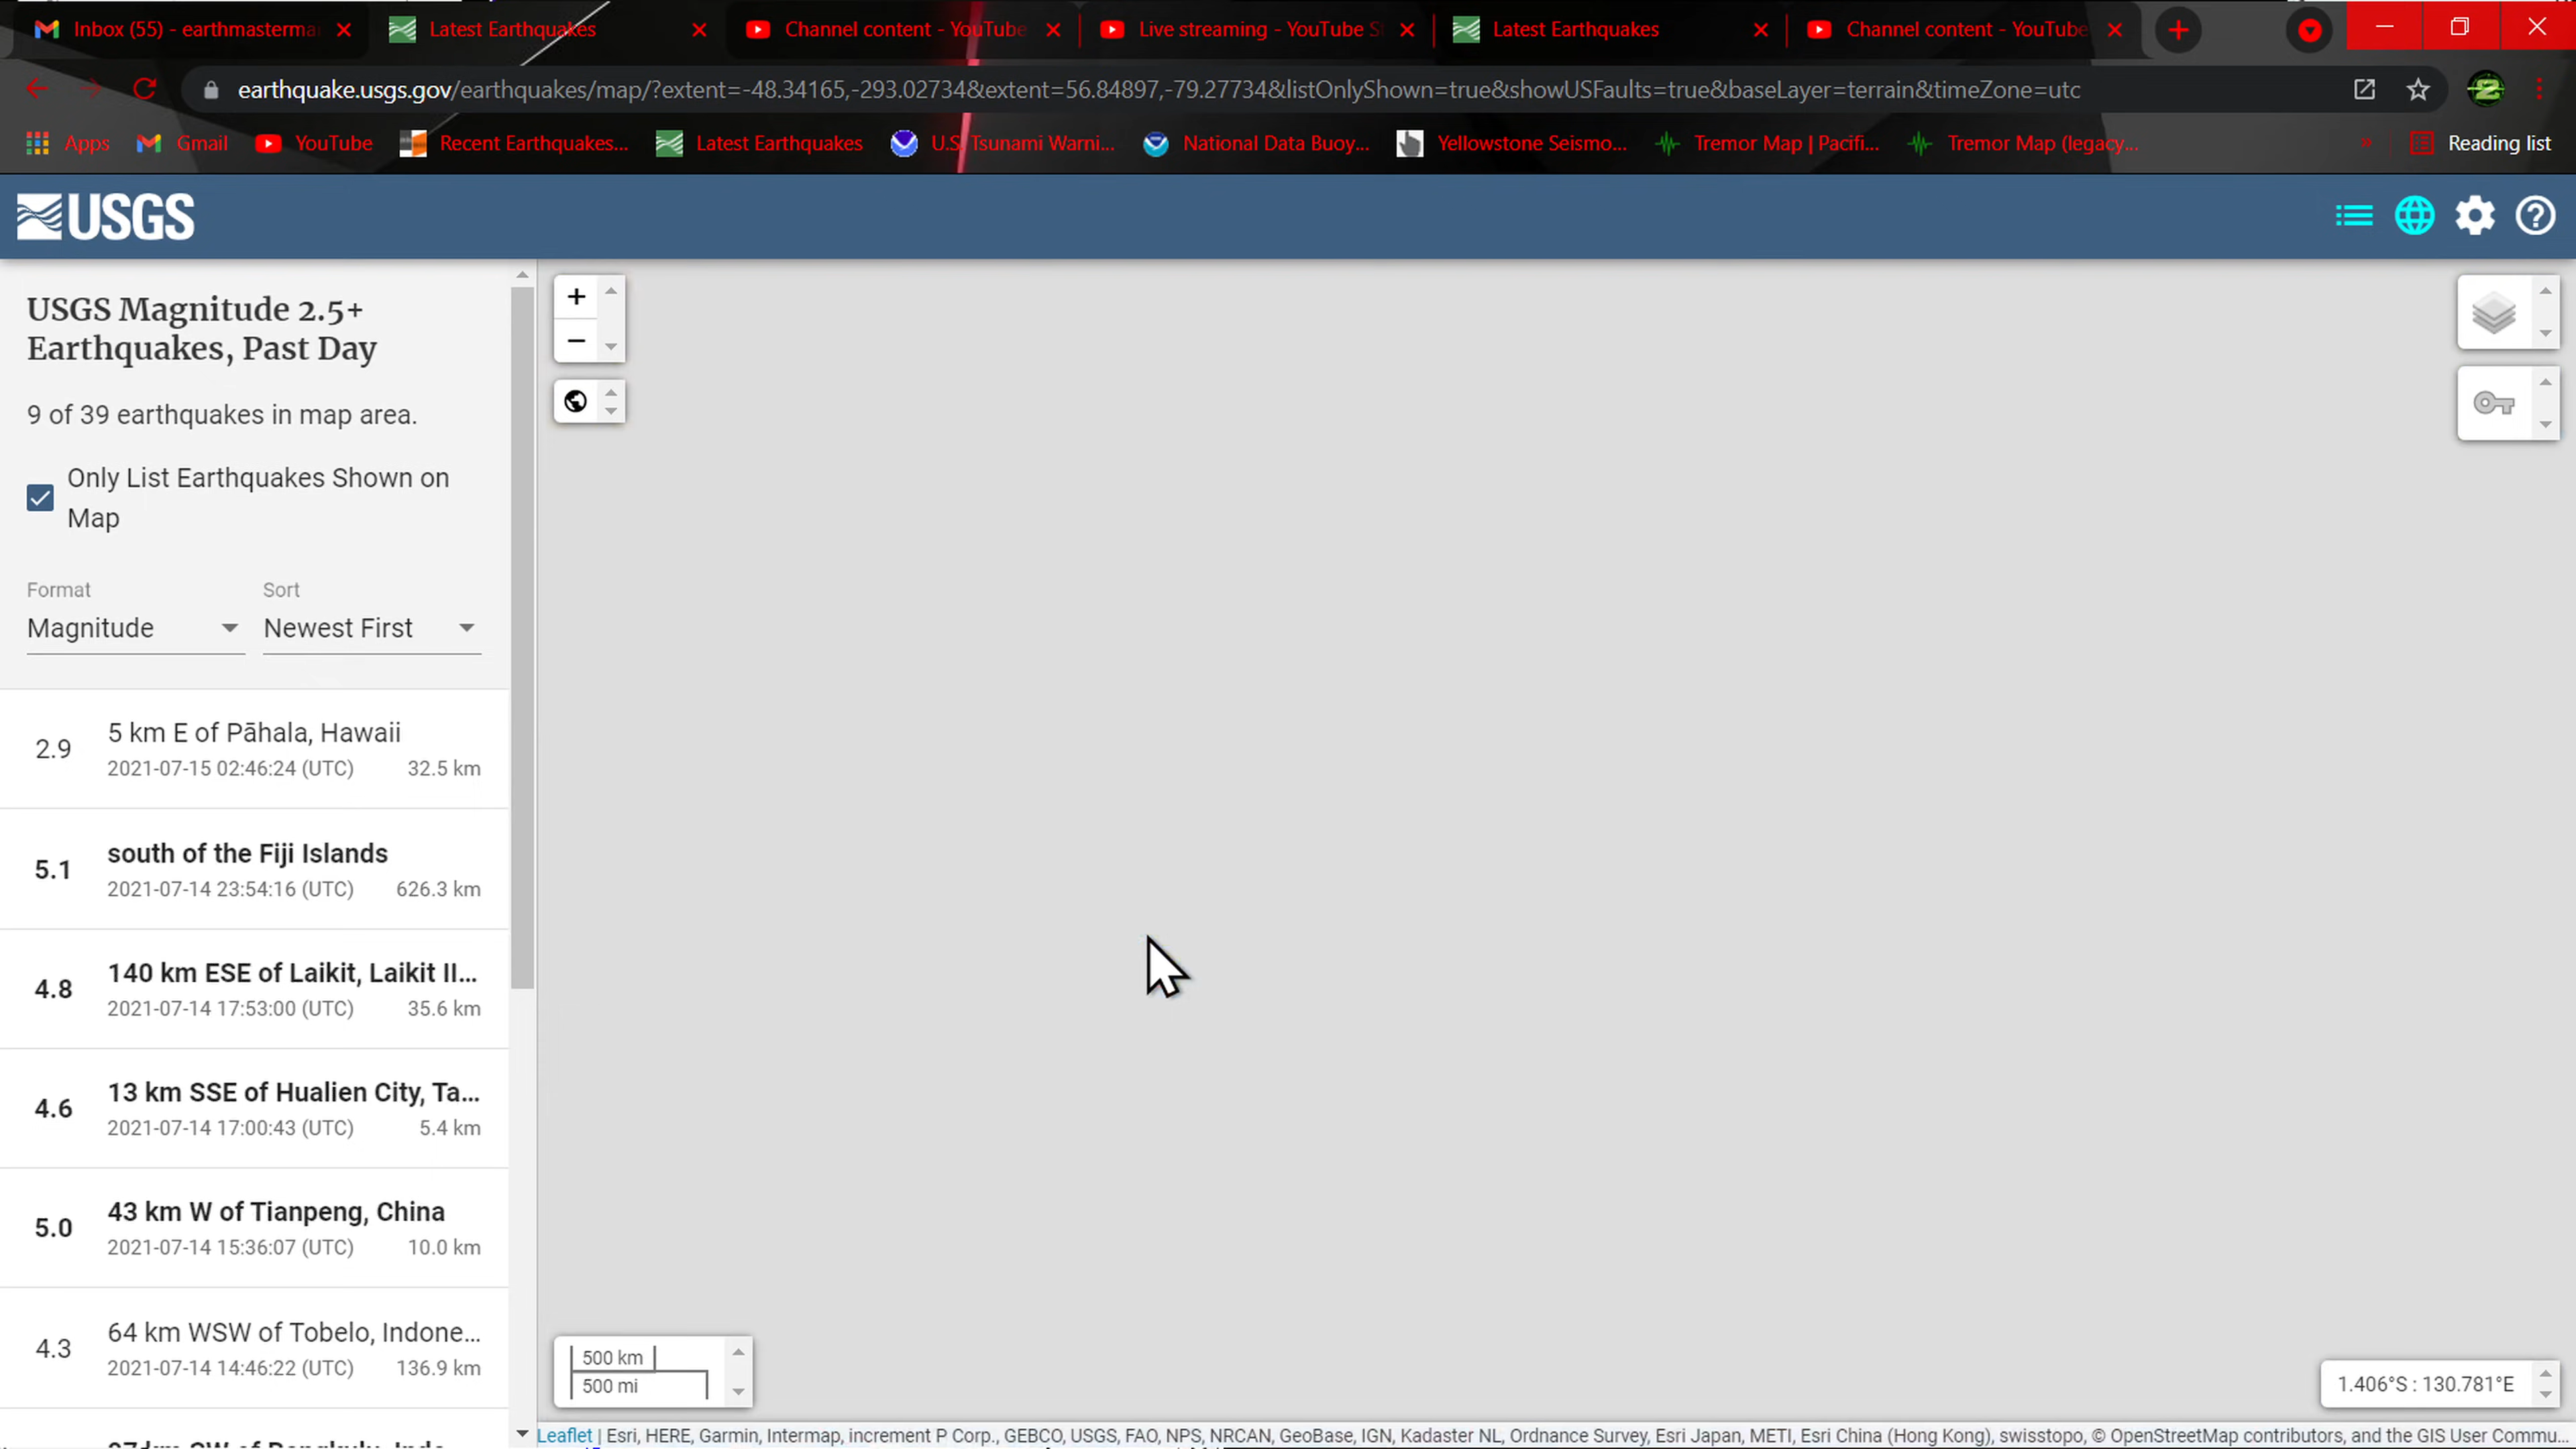 Inbox (55) - earthmasterma
Latest Earthquakes
Channel content - YouTube
Live streaming - YouTube S
Latest Earthquakes
Channel content - YouTube
earthquake.usgs.gov/earthquakes/map/?extent=-48.34165,-293.02734&extent=56.84897,-79.27734&listOnlyShown=true&showUSFaults=true&baseLayer=terrain&timeZone=utc
Apps
Gmail
YouTube
Recent Earthquakes...
Latest Earthquakes
U.S. Tsunami Warni...
National Data Buoy...
Yellowstone Seismo...
Tremor Map | Pacifi...
Tremor Map (legacy...
»
Reading list
USGS
USGS Magnitude 2.5+
Earthquakes, Past Day
9 of 39 earthquakes in map area.
Only List Earthquakes Shown on
Map
Format
Sort
Magnitude
Newest First
2.9
5 km E of Pāhala, Hawaii
2021-07-15 02:46:24 (UTC) 32.5 km
5.1
south of the Fiji Islands
2021-07-14 23:54:16 (UTC) 626.3 km
4.8
140 km ESE of Laikit, Laikit II...
2021-07-14 17:53:00 (UTC) 35.6 km
4.6
13 km SSE of Hualien City, Ta...
2021-07-14 17:00:43 (UTC) 5.4 km
5.0
43 km W of Tianpeng, China
2021-07-14 15:36:07 (UTC) 10.0 km
4.3
64 km WSW of Tobelo, Indone...
2021-07-14 14:46:22 (UTC) 136.9 km
+
−
500 km
500 mi
1.406°S : 130.781°E
Leaflet | Esri, HERE, Garmin, Intermap, increment P Corp., GEBCO, USGS, FAO, NPS, NRCAN, GeoBase, IGN, Kadaster NL, Ordnance Survey, Esri Japan, METI, Esri China (Hong Kong), swisstopo, © OpenStreetMap contributors, and the GIS User Commu...